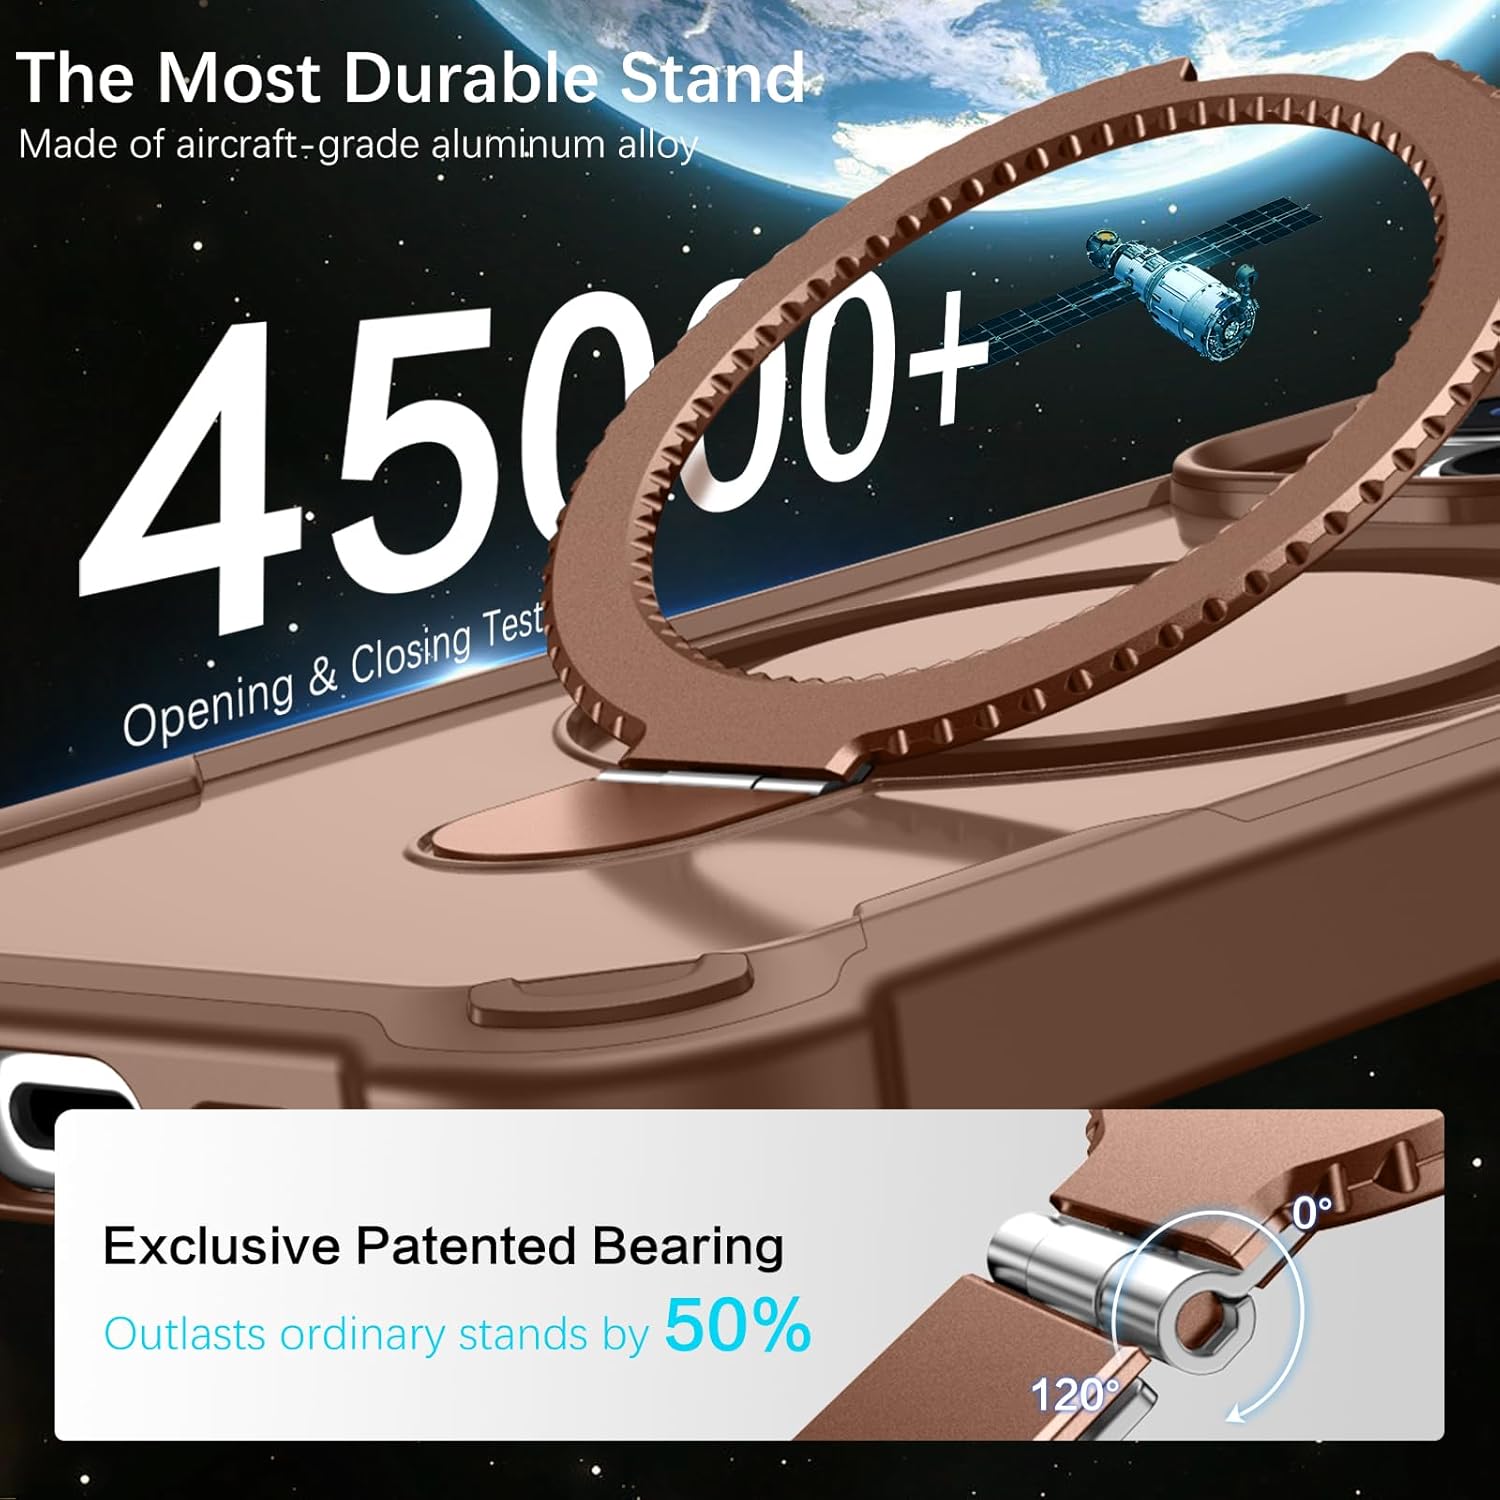 The Most Durable Stand
Made of aircraft-grade aluminum alloy
45000+
Opening & Closing Test
Exclusive Patented Bearing
Outlasts ordinary stands by 50%
0°
120°